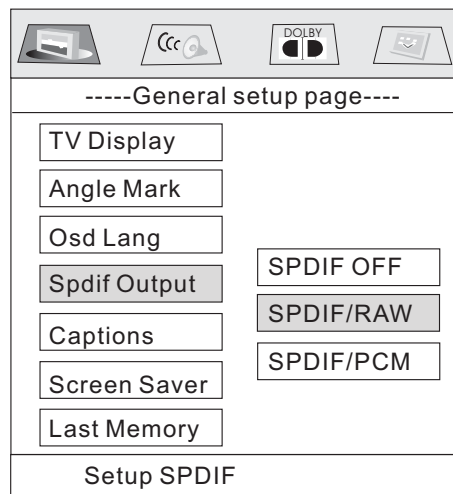 DOLBY
-----General setup page----
TV Display
Angle Mark
Osd Lang
Spdif Output
SPDIF OFF
SPDIF/RAW
SPDIF/PCM
Captions
Screen Saver
Last Memory
Setup SPDIF